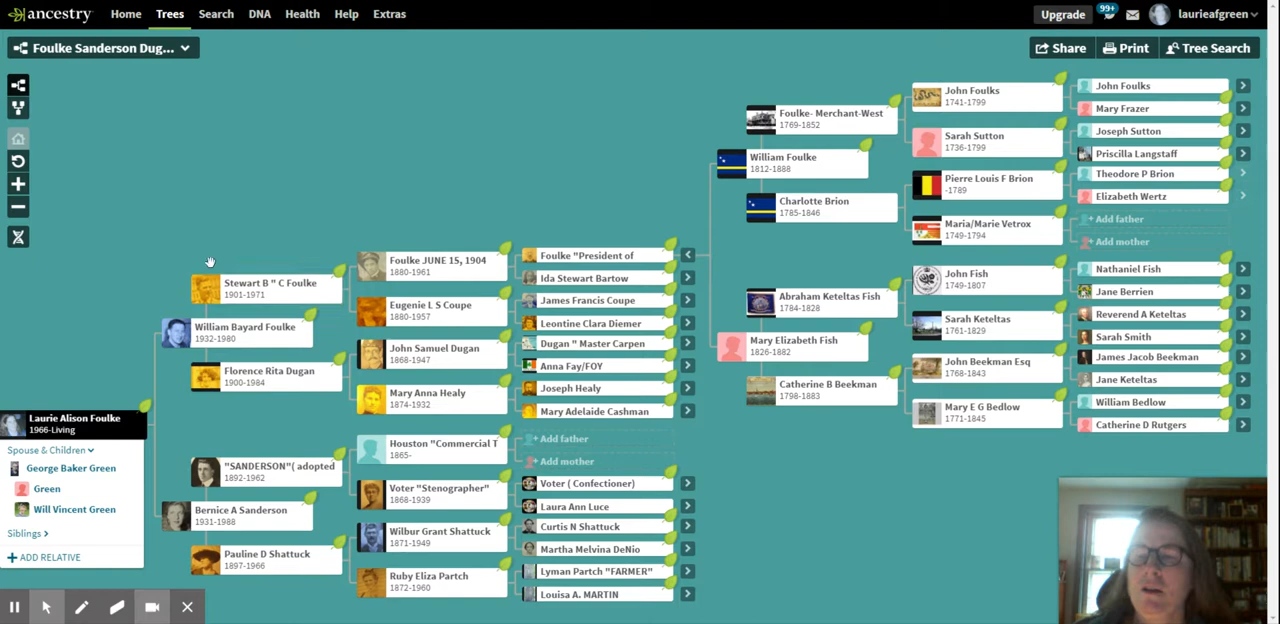 ancestry
Home Trees Search DNA Health Help Extras
Upgrade 99+ laurieafgreen
Foulke Sanderson Dug...
Share Print Tree Search
Laurie Alison Foulke
1966-Living
Spouse & Children
George Baker Green
Green
Will Vincent Green
Siblings
ADD RELATIVE
William Bayard Foulke
1932-1980
Bernice A Sanderson
1931-1988
Stewart B " C Foulke
1901-1971
Florence Rita Dugan
1900-1984
"SANDERSON"( adopted
1892-1962
Pauline D Shattuck
1897-1966
Foulke JUNE 15, 1904
1880-1961
Eugenie L S Coupe
1880-1957
John Samuel Dugan
1868-1947
Mary Anna Healy
1874-1932
Houston "Commercial T
1865-
Voter "Stenographer"
1868-1939
Wilbur Grant Shattuck
1871-1949
Ruby Eliza Partch
1872-1960
Foulke "President of
Ida Stewart Bartow
James Francis Coupe
Leontine Clara Diemer
Dugan " Master Carpen
Anna Fay/FOY
Joseph Healy
Mary Adelaide Cashman
Add father
Add mother
Voter ( Confectioner)
Laura Ann Luce
Curtis N Shattuck
Martha Melvina DeNio
Lyman Partch "FARMER"
Louisa A. MARTIN
William Foulke
1812-1888
Mary Elizabeth Fish
1826-1882
Foulke- Merchant-West
1769-1852
Charlotte Brion
1785-1846
Abraham Keteltas Fish
1784-1828
Catherine B Beekman
1798-1883
John Foulks
1741-1799
Sarah Sutton
1736-1799
Pierre Louis F Brion
-1789
Maria/Marie Vetrox
1749-1794
John Fish
1749-1807
Sarah Keteltas
1761-1829
John Beekman Esq
1768-1843
Mary E G Bedlow
1771-1845
John Foulks
Mary Frazer
Joseph Sutton
Priscilla Langstaff
Theodore P Brion
Elizabeth Wertz
Add father
Add mother
Nathaniel Fish
Jane Berrien
Reverend A Keteltas
Sarah Smith
James Jacob Beekman
Jane Keteltas
William Bedlow
Catherine D Rutgers